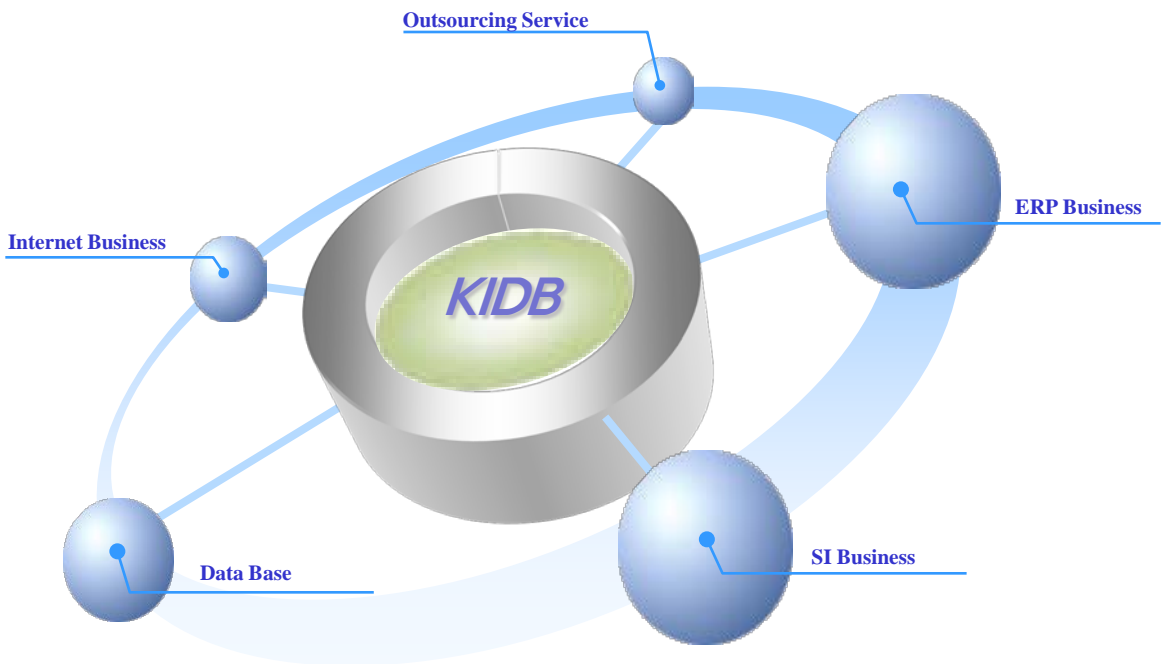 Outsourcing Service
ERP Business
Internet Business
KIDB
SI Business
Data Base